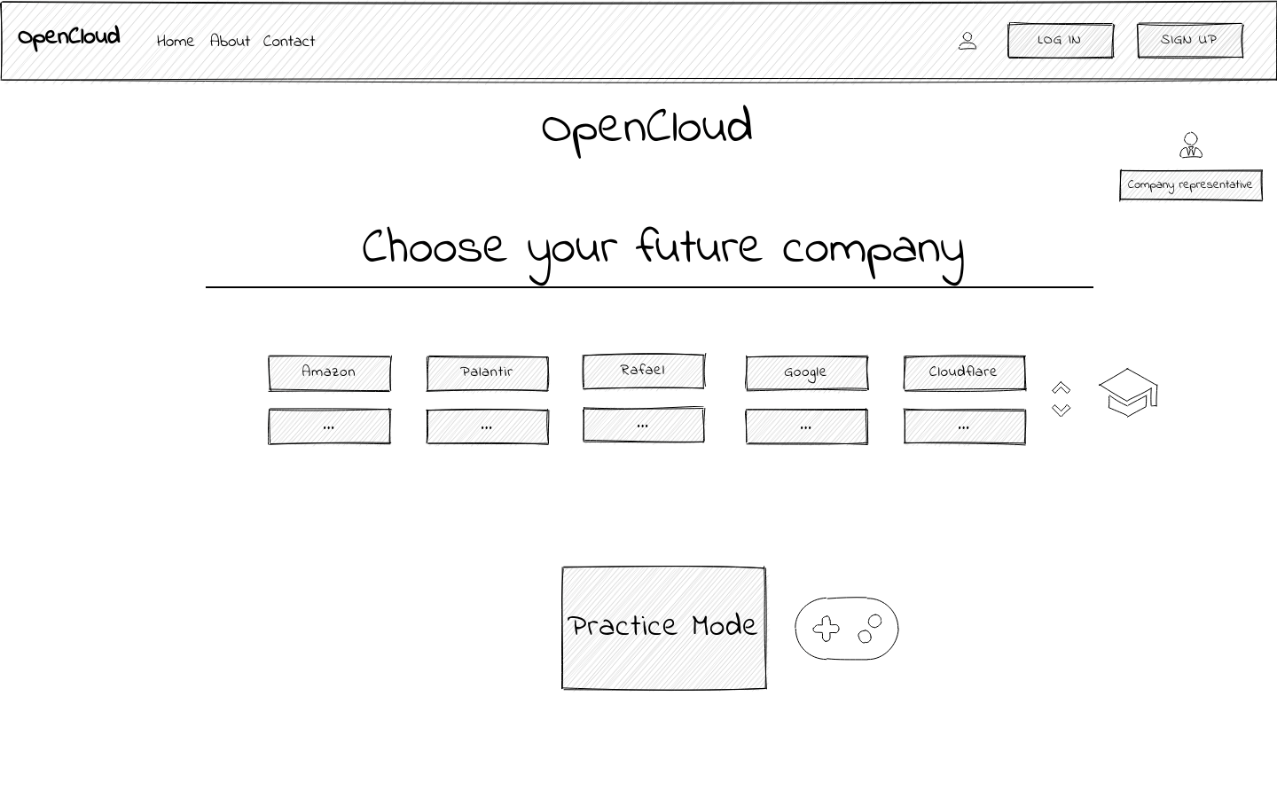 OpenCloud
Home About Contact
LOG IN
SIGN UP
OpenCloud
Company representative
Choose your future company
Amazon
Palantir
Rafael
Google
Cloudflare
...
...
...
...
...
Practice Mode